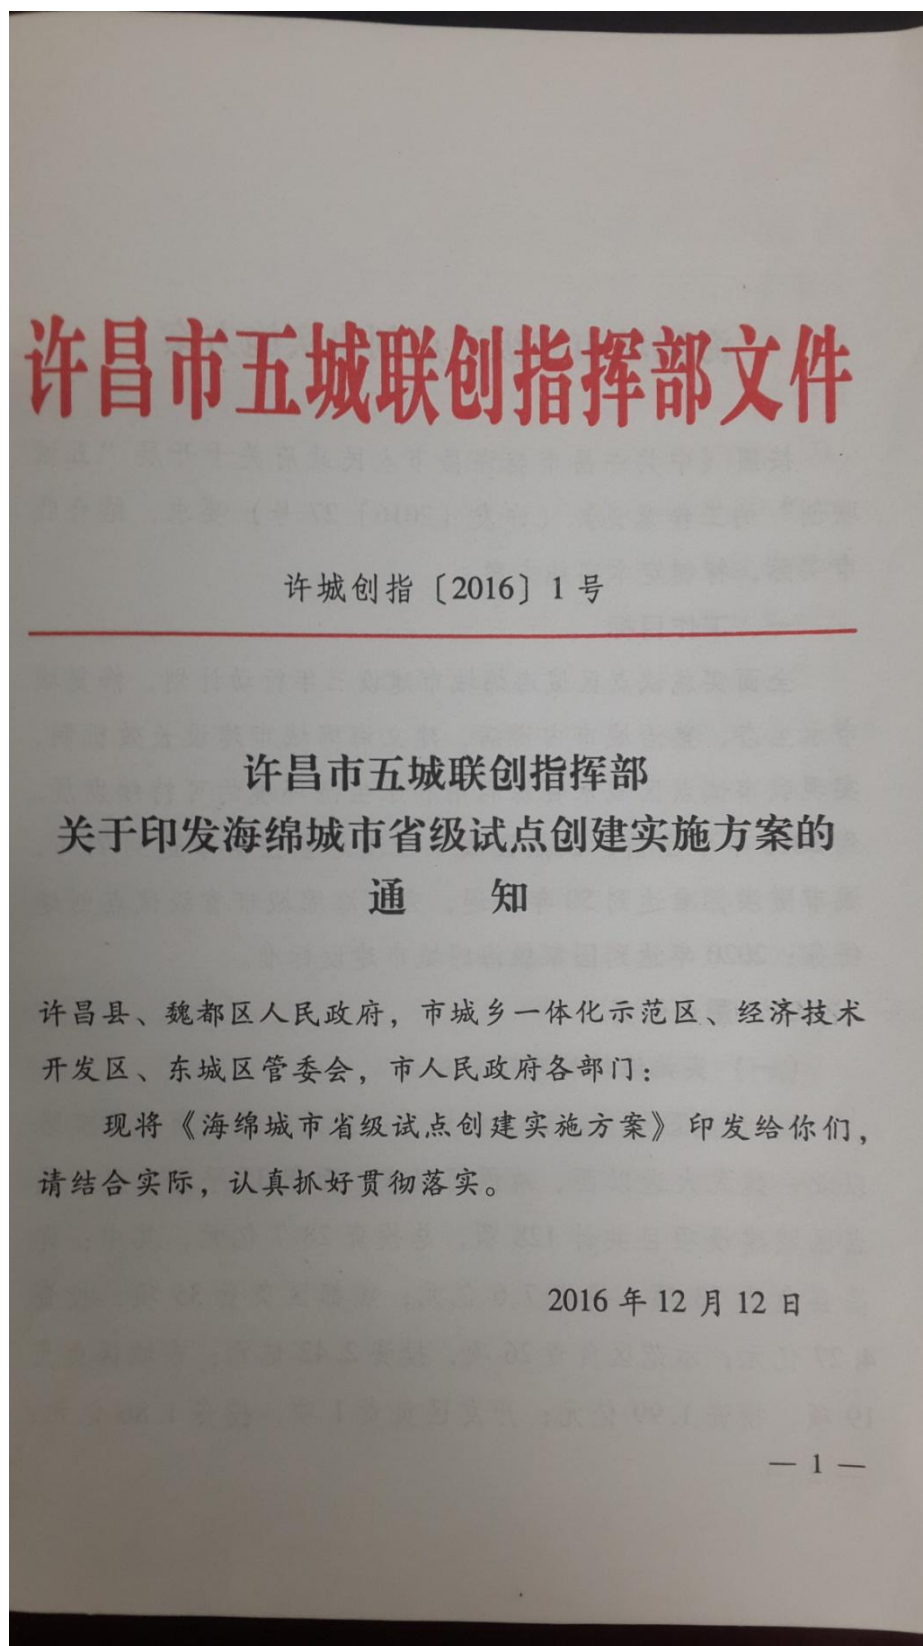 许昌市五城联创指挥部文件
许城创指〔2016〕1号
许昌市五城联创指挥部
关于印发海绵城市省级试点创建实施方案的
通 知
许昌县、魏都区人民政府，市城乡一体化示范区、经济技术
开发区、东城区管委会，市人民政府各部门：
现将《海绵城市省级试点创建实施方案》印发给你们，
请结合实际，认真抓好贯彻落实。
2016年12月12日
— 1 —